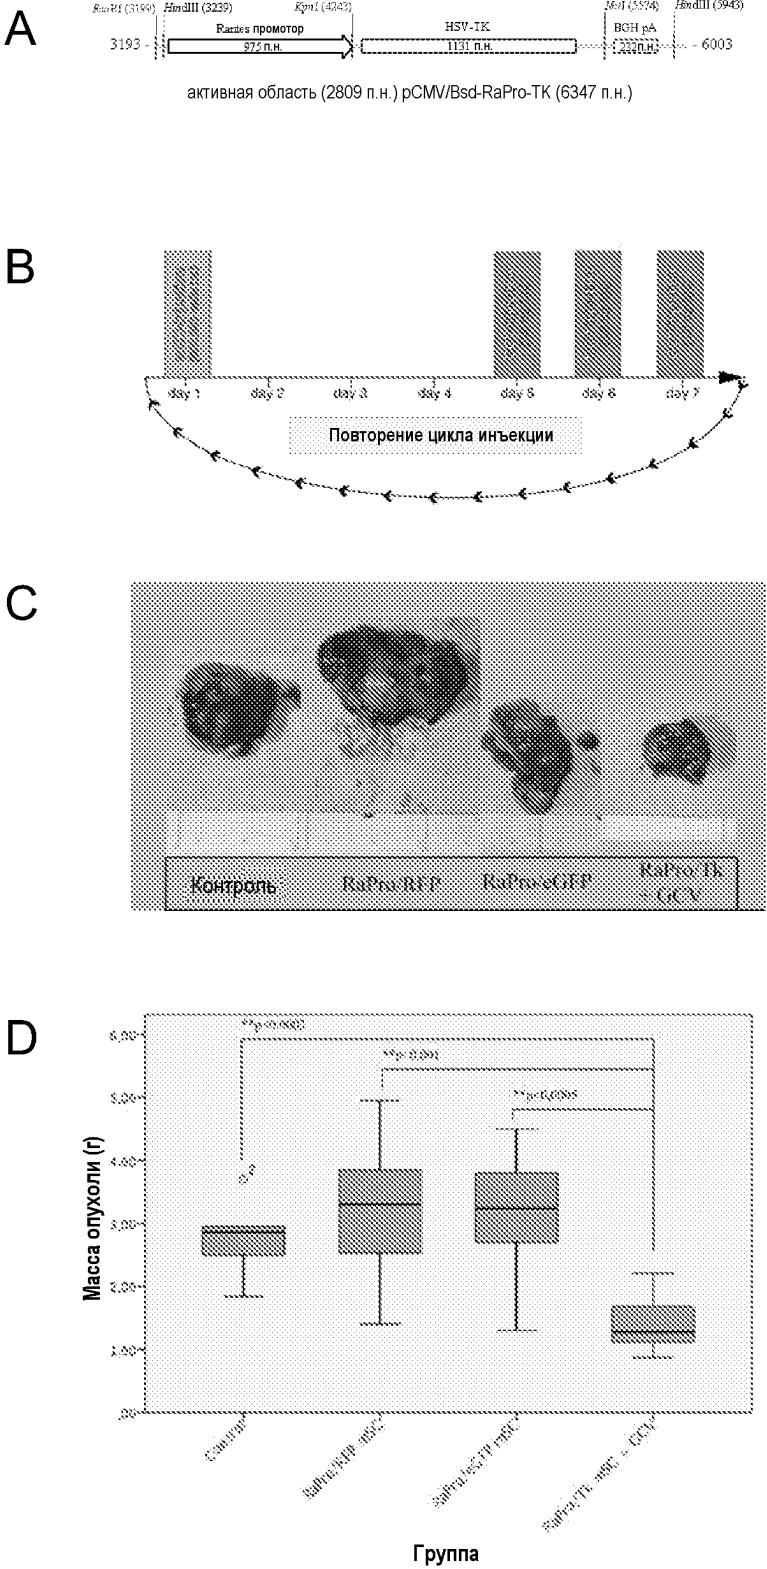 A
HindIII (3239)
KpnI (4242)
HindIII (5943)
Rantes промотор
HSV-TK
BGH pA
3193 -
975 п.н.
1131 п.н.
232п.н.
- 6003
активная область (2809 п.н.) pCMV/Bsd-RaPro-TK (6347 п.н.)
B
day 1
day 2
day 3
day 4
day 5
day 6
day 7
Повторение цикла инъекции
C
Контроль
RaPro/RFP
RaPro/eGFP
RaPro/Tk
GCV
D
**p<0.0002
**p< 0.001
**p<0.0005
6,00
5,00
4,00
3,00
2,00
1,00
,00
Масса опухоли (г)
Control
RaPro/RFP mSC
RaPro/eGFP mSC
RaPro/TK mSC + GCV
Группа